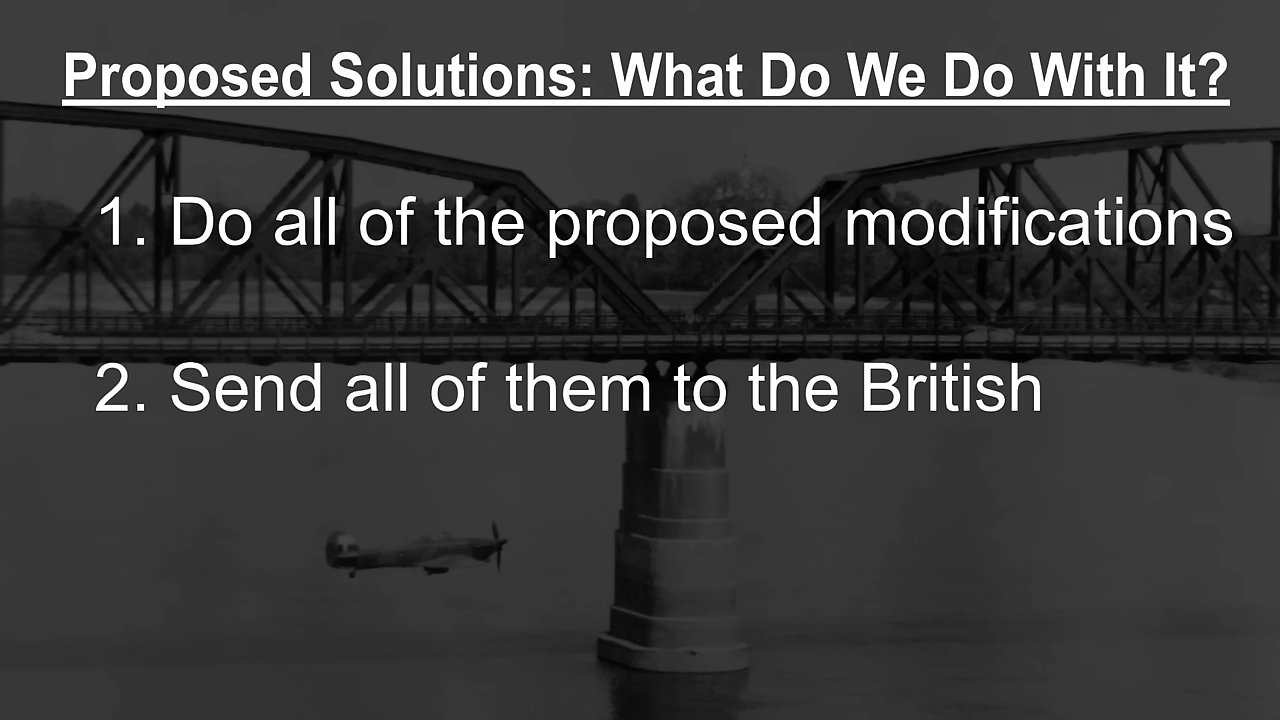 Proposed Solutions: What Do We Do With It?
1. Do all of the proposed modifications
2. Send all of them to the British